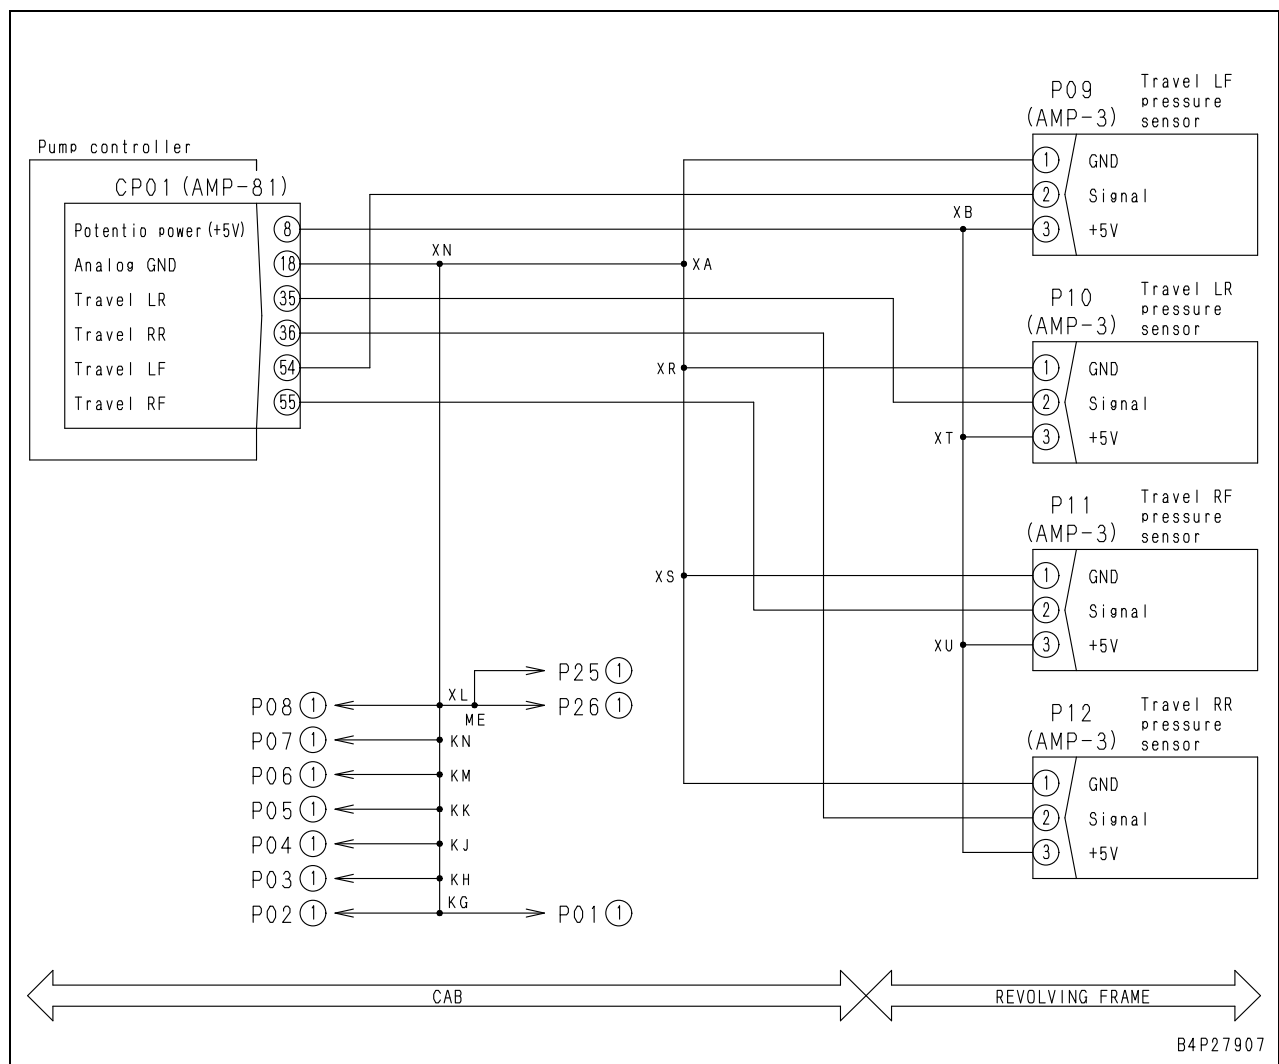 Pump controller
CP01 (AMP-81)
Potentio power (+5V) 8
Analog GND 18
Travel LR 35
Travel RR 36
Travel LF 54
Travel RF 55
XN
XA
XB
XR
XT
XS
XU
P09
(AMP-3)
Travel LF
pressure
sensor
1 GND
2 Signal
3 +5V
P10
(AMP-3)
Travel LR
pressure
sensor
1 GND
2 Signal
3 +5V
P11
(AMP-3)
Travel RF
pressure
sensor
1 GND
2 Signal
3 +5V
P12
(AMP-3)
Travel RR
pressure
sensor
1 GND
2 Signal
3 +5V
P25 1
P08 1 XL P26 1
ME
P07 1 KN
P06 1 KM
P05 1 KK
P04 1 KJ
P03 1 KH
P02 1 KG P01 1
CAB
REVOLVING FRAME
B4P27907